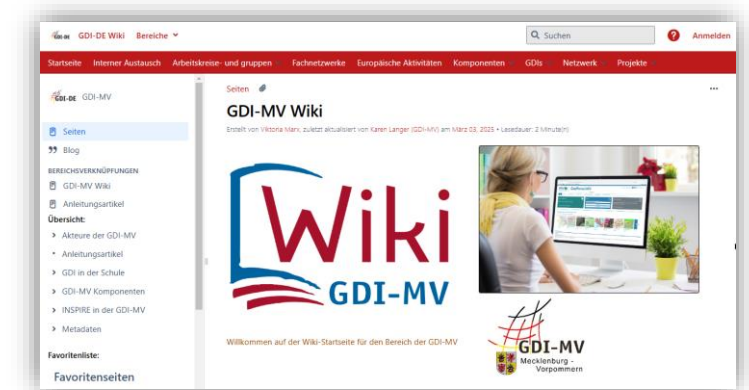 GDI-DE GDI-DE Wiki Bereiche Suchen ? Anmelden
Startseite Interner Austausch Arbeitskreise- und gruppen Fachnetzwerke Europäische Aktivitäten Komponenten GDIs Netzwerk Projekte
GDI-DE GDI-MV
Seiten
Blog
BEREICHSVERKNÜPFUNGEN
GDI-MV Wiki
Anleitungsartikel
Übersicht:
Akteure der GDI-MV
Anleitungsartikel
GDI in der Schule
GDI-MV Komponenten
INSPIRE in der GDI-MV
Metadaten
Favoritenliste:
Favoritenseiten
Seiten
GDI-MV Wiki
Erstellt von Viktoria Marx, zuletzt aktualisiert von Karen Langer (GDI-MV) am März 03, 2025 • Lesedauer: 2 Minute(n)
Wiki
GDI-MV
Willkommen auf der Wiki-Startseite für den Bereich der GDI-MV
GDI-MV
Mecklenburg -
Vorpommern